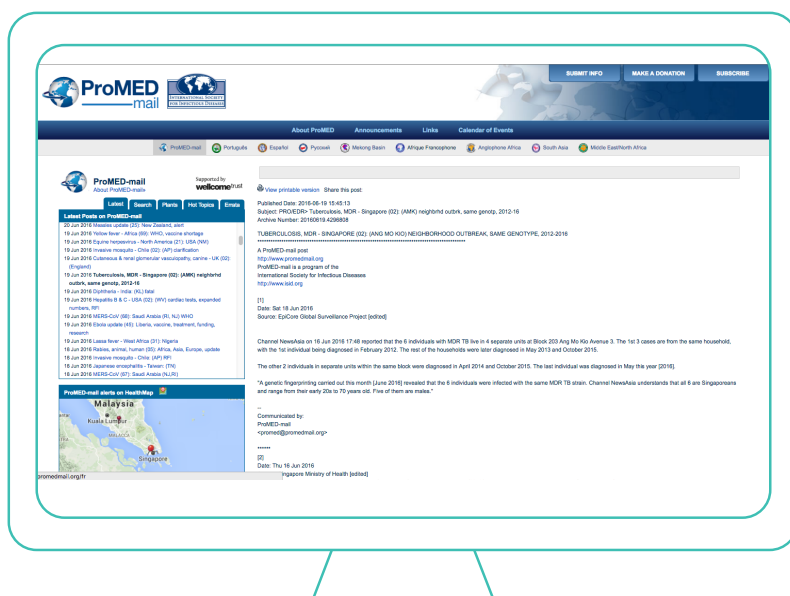 ProMED
mail
INTERNATIONAL SOCIETY
FOR INFECTIOUS DISEASES
SUBMIT INFO MAKE A DONATION SUBSCRIBE
About ProMED Announcements Links Calendar of Events
ProMED-mail Português Español Русский Mekong Basin Afrique Francophone Anglophone Africa South Asia Middle East/North Africa
ProMED-mail
About ProMED-mail»
Supported by
wellcome trust
Latest Search Plants Hot Topics Errata
Latest Posts on ProMED-mail
20 Jun 2016 Measles update (25): New Zealand, alert
19 Jun 2016 Yellow fever - Africa (69): WHO, vaccine shortage
19 Jun 2016 Equine herpesvirus - North America (21): USA (NM)
19 Jun 2016 Invasive mosquito - Chile (02): (AP) clarification
19 Jun 2016 Cutaneous & renal glomerular vasculopathy, canine - UK (02):
(England)
19 Jun 2016 Tuberculosis, MDR - Singapore (02): (AMK) neighbrhd
outbrk, same genotp, 2012-16
19 Jun 2016 Diphtheria - India: (KL) fatal
19 Jun 2016 Hepatitis B & C - USA (02): (WV) cardiac tests, expanded
numbers, RFI
19 Jun 2016 MERS-CoV (68): Saudi Arabia (RI, NJ) WHO
19 Jun 2016 Ebola update (45): Liberia, vaccine, treatment, funding,
research
19 Jun 2016 Lassa fever - West Africa (31): Nigeria
18 Jun 2016 Rabies, animal, human (05): Africa, Asia, Europe, update
18 Jun 2016 Invasive mosquito - Chile: (AP) RFI
18 Jun 2016 Japanese encephalitis - Taiwan: (TN)
18 Jun 2016 MERS-CoV (67): Saudi Arabia (NJ,RI)
ProMED-mail alerts on HealthMap
Malaysia
Kuala Lumpur
MELACCA
Singapore
promedmail.org/fr
View printable version Share this post:
Published Date: 2016-06-19 15:45:13
Subject: PRO/EDR> Tuberculosis, MDR - Singapore (02): (AMK) neighbrhd outbrk, same genotp, 2012-16
Archive Number: 20160619.4296808
TUBERCULOSIS, MDR - SINGAPORE (02): (ANG MO KIO) NEIGHBORHOOD OUTBREAK, SAME GENOTYPE, 2012-2016
A ProMED-mail post
http://www.promedmail.org
ProMED-mail is a program of the
International Society for Infectious Diseases
http://www.isid.org
[1]
Date: Sat 18 Jun 2016
Source: EpiCore Global Surveillance Project [edited]
Channel NewsAsia on 16 Jun 2016 17:48 reported that the 6 individuals with MDR TB live in 4 separate units at Block 203 Ang Mo Kio Avenue 3. The 1st 3 cases are from the same household,
with the 1st individual being diagnosed in February 2012. The rest of the households were later diagnosed in May 2013 and October 2015.
The other 2 individuals in separate units within the same block were diagnosed in April 2014 and October 2015. The last individual was diagnosed in May this year [2016].
"A genetic fingerprinting carried out this month [June 2016] revealed that the 6 individuals were infected with the same MDR TB strain. Channel NewsAsia understands that all 6 are Singaporeans
and range from their early 20s to 70 years old. Five of them are males."
--
Communicated by:
ProMED-mail
<promed@promedmail.org>
******
[2]
Date: Thu 16 Jun 2016
ngapore Ministry of Health [edited]